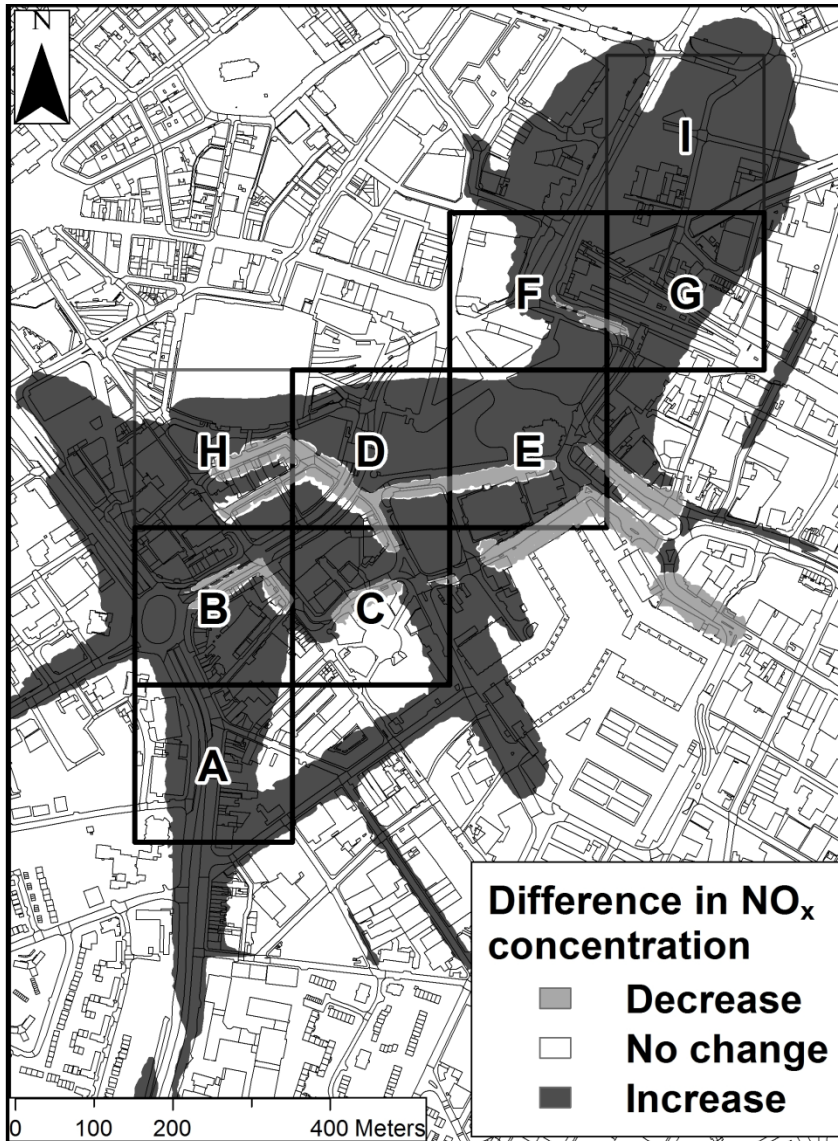 N
I
F
G
H
D
E
B
C
A
Difference in NOx
concentration
Decrease
No change
Increase
0 100 200 400 Meters